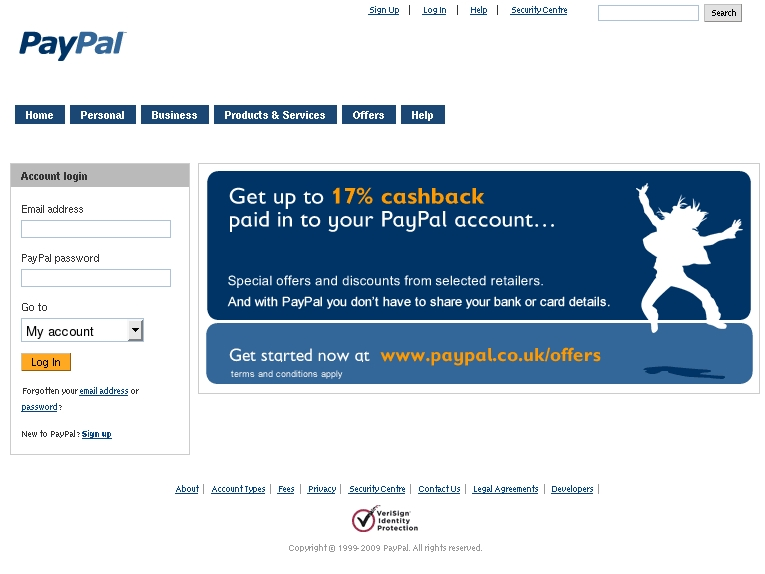 Sign Up | Log In | Help | Security Centre
Search
PayPal
Home Personal Business Products & Services Offers Help
Account login
Email address
PayPal password
Go to
My account
Log In
Forgotten your email address or
password?
New to PayPal? Sign up
Get up to 17% cashback
paid in to your PayPal account...
Special offers and discounts from selected retailers.
And with PayPal you don't have to share your bank or card details.
Get started now at www.paypal.co.uk/offers
terms and conditions apply
About | Account Types | Fees | Privacy | Security Centre | Contact Us | Legal Agreements | Developers |
VeriSign
Identity
Protection
Copyright © 1999-2009 PayPal. All rights reserved.